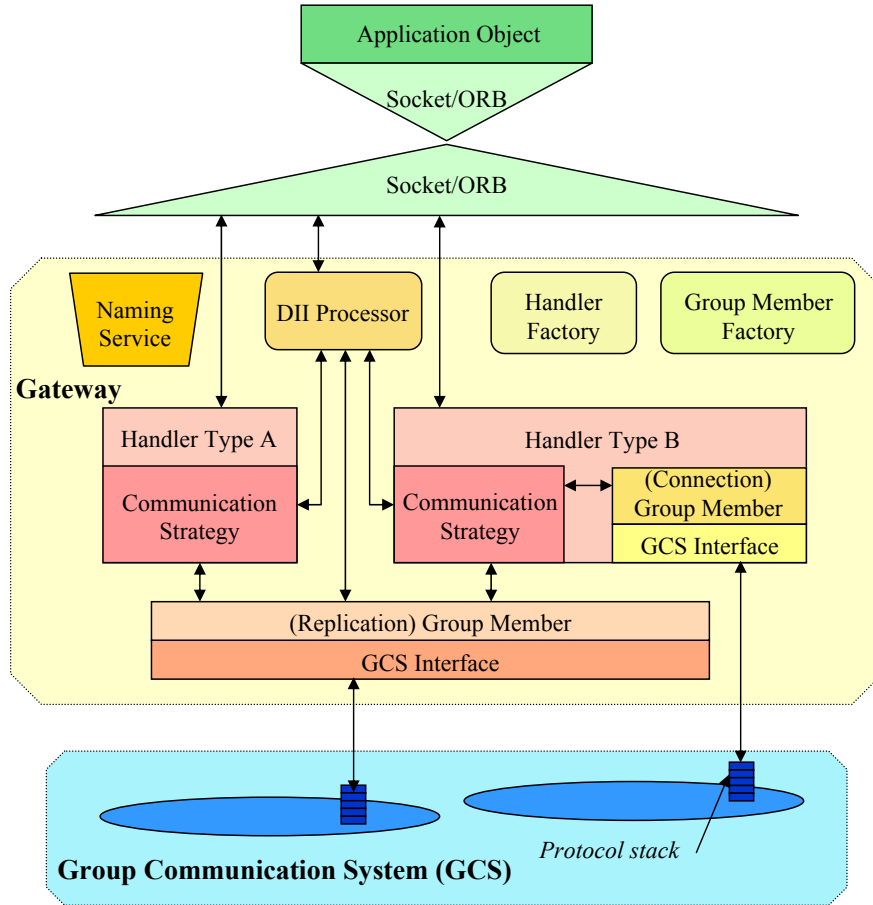 Application Object
Socket/ORB
Socket/ORB
Naming
Service
DII Processor
Handler
Factory
Group Member
Factory
Gateway
Handler Type A
Communication
Strategy
Handler Type B
Communication
Strategy
(Connection)
Group Member
GCS Interface
(Replication) Group Member
GCS Interface
Protocol stack
Group Communication System (GCS)